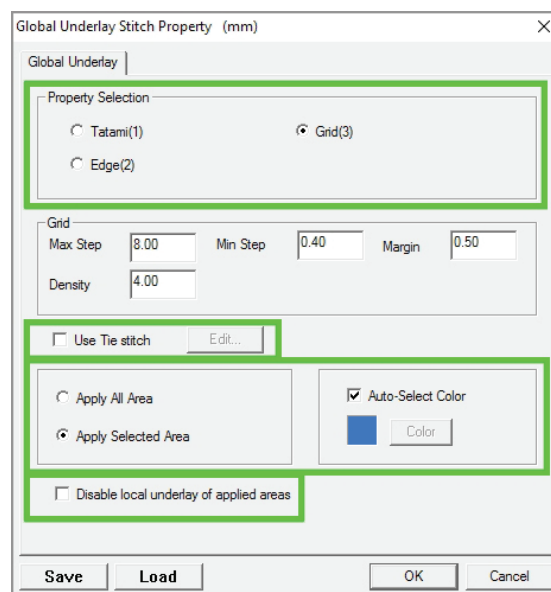 Global Underlay Stitch Property (mm)
Global Underlay
Property Selection
Tatami(1)
Grid(3)
Edge(2)
Grid
Max Step 8.00 Min Step 0.40 Margin 0.50
Density 4.00
Use Tie stitch Edit...
Apply All Area
Apply Selected Area
Auto-Select Color
Color
Disable local underlay of applied areas
Save Load OK Cancel